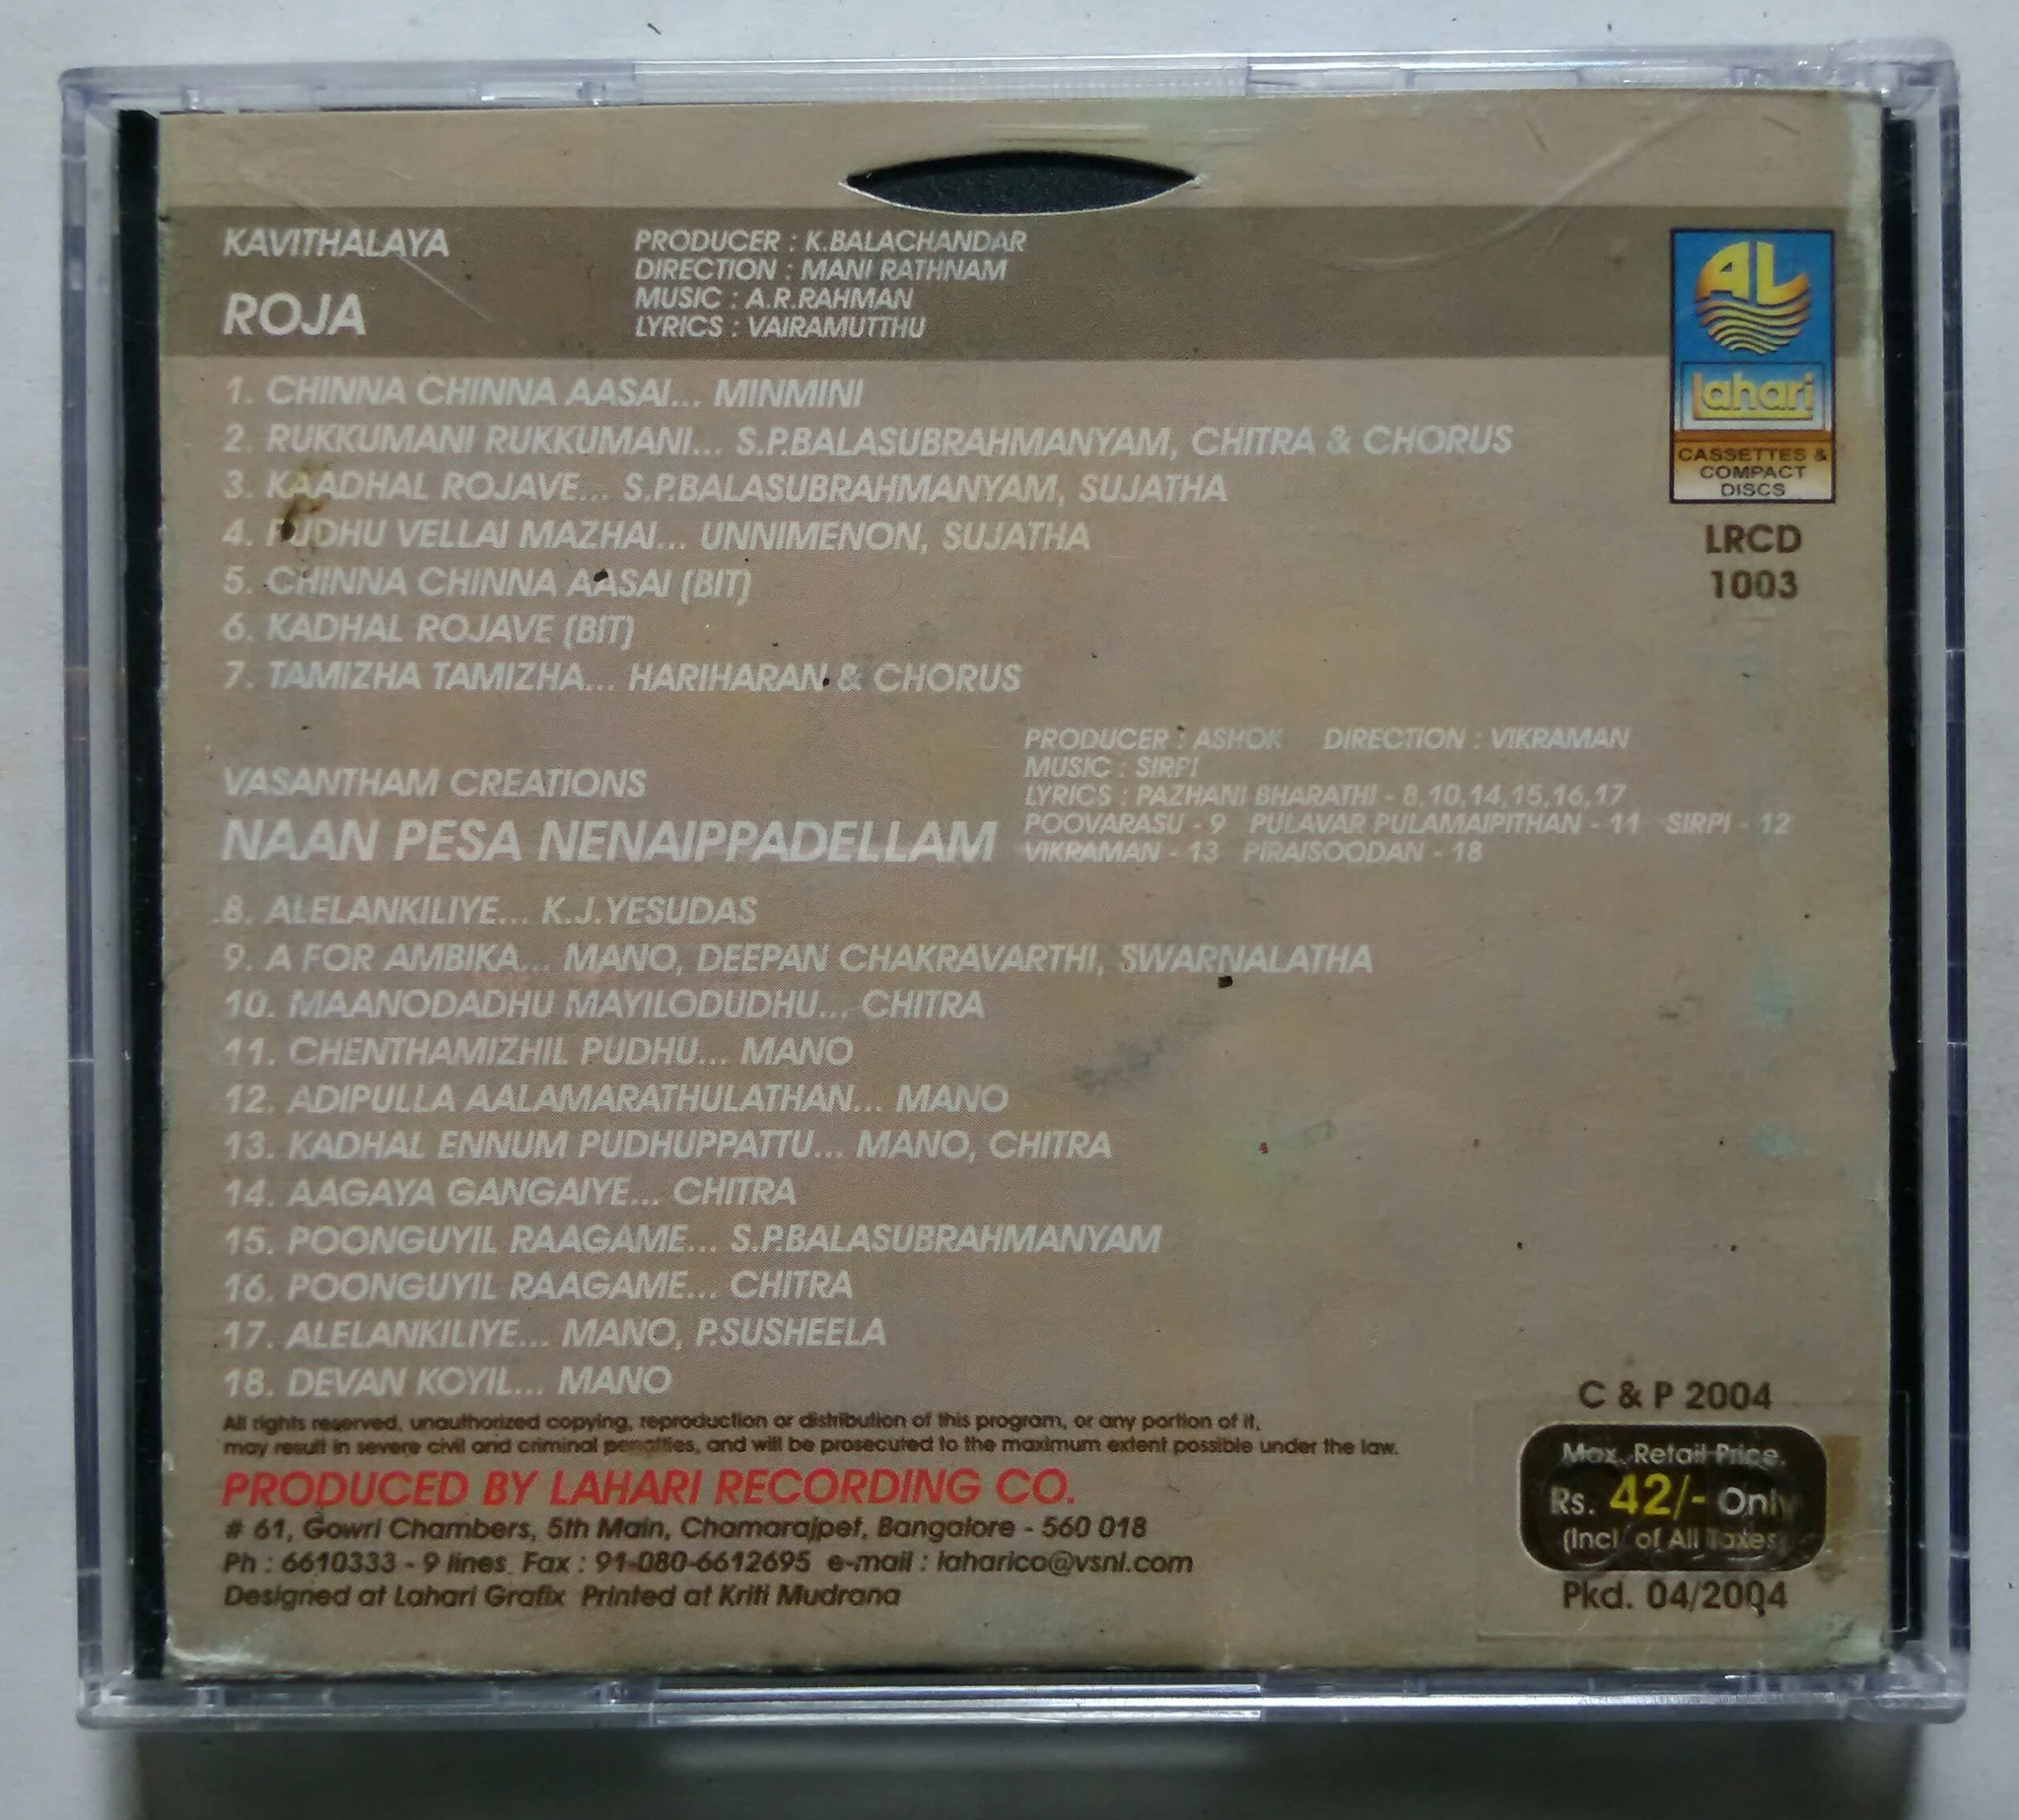 KAVITHALAYA
ROJA
PRODUCER : K.BALACHANDAR
DIRECTION : MANI RATHNAM
MUSIC : A.R.RAHMAN
LYRICS : VAIRAMUTTHU
AL
Lahari
CASSETTES &
COMPACT
DISCS
LRCD
1003
1. CHINNA CHINNA AASAI... MINMINI
2. RUKKUMANI RUKKUMANI... S.P.BALASUBRAHMANYAM, CHITRA & CHORUS
3. KAADHAL ROJAVE... S.P.BALASUBRAHMANYAM, SUJATHA
4. PUDHU VELLAI MAZHAI... UNNIMENON, SUJATHA
5. CHINNA CHINNA AASAI (BIT)
6. KADHAL ROJAVE (BIT)
7. TAMIZHA TAMIZHA... HARIHARAN & CHORUS
VASANTHAM CREATIONS
NAAN PESA NENAIPPADELLAM
PRODUCER : ASHOK DIRECTION : VIKRAMAN
MUSIC : SIRPI
LYRICS : PAZHANI BHARATHI - 8,10,14,15,16,17
POOVARASU - 9 PULAVAR PULAMAIPITHAN - 11 SIRPI - 12
VIKRAMAN - 13 PIRAISOODAN - 18
8. ALELANKILIYE... K.J.YESUDAS
9. A FOR AMBIKA... MANO, DEEPAN CHAKRAVARTHI, SWARNALATHA
10. MAANODADHU MAYILODUDHU... CHITRA
11. CHENTHAMIZHIL PUDHU... MANO
12. ADIPULLA AALAMARATHULATHAN... MANO
13. KADHAL ENNUM PUDHUPPATTU... MANO, CHITRA
14. AAGAYA GANGAIYE... CHITRA
15. POONGUYIL RAAGAME... S.P.BALASUBRAHMANYAM
16. POONGUYIL RAAGAME... CHITRA
17. ALELANKILIYE... MANO, P.SUSHEELA
18. DEVAN KOYIL... MANO
All rights reserved, unauthorized copying, reproduction or distribution of this program, or any portion of it,
may result in severe civil and criminal penalties, and will be prosecuted to the maximum extent possible under the law.
PRODUCED BY LAHARI RECORDING CO.
# 61, Gowri Chambers, 5th Main, Chamarajpet, Bangalore - 560 018
Ph : 6610333 - 9 lines. Fax : 91-080-6612695 e-mail : laharico@vsnl.com
Designed at Lahari Grafix Printed at Kriti Mudrana
C & P 2004
Max. Retail Price.
Rs. 42/- Only
(Incl. of All Taxes)
Pkd. 04/2004